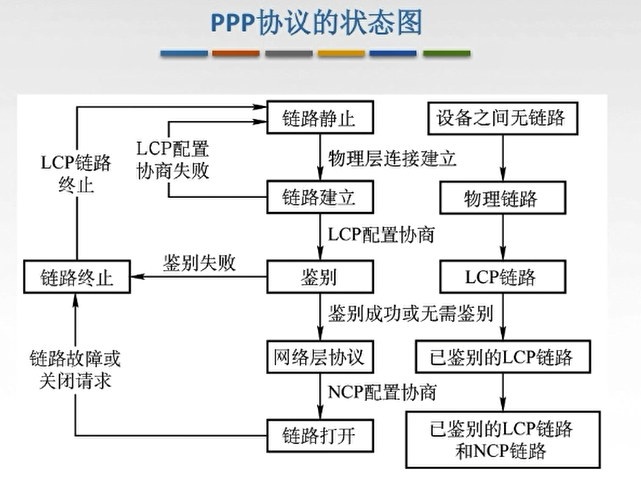 PPP协议的状态图
链路静止
设备之间无链路
LCP配置
协商失败
LCP链路
终止
物理层连接建立
链路建立
物理链路
LCP配置协商
鉴别失败
链路终止
鉴别
LCP链路
鉴别成功或无需鉴别
链路故障或
关闭请求
网络层协议
已鉴别的LCP链路
NCP配置协商
链路打开
已鉴别的LCP链路
和NCP链路